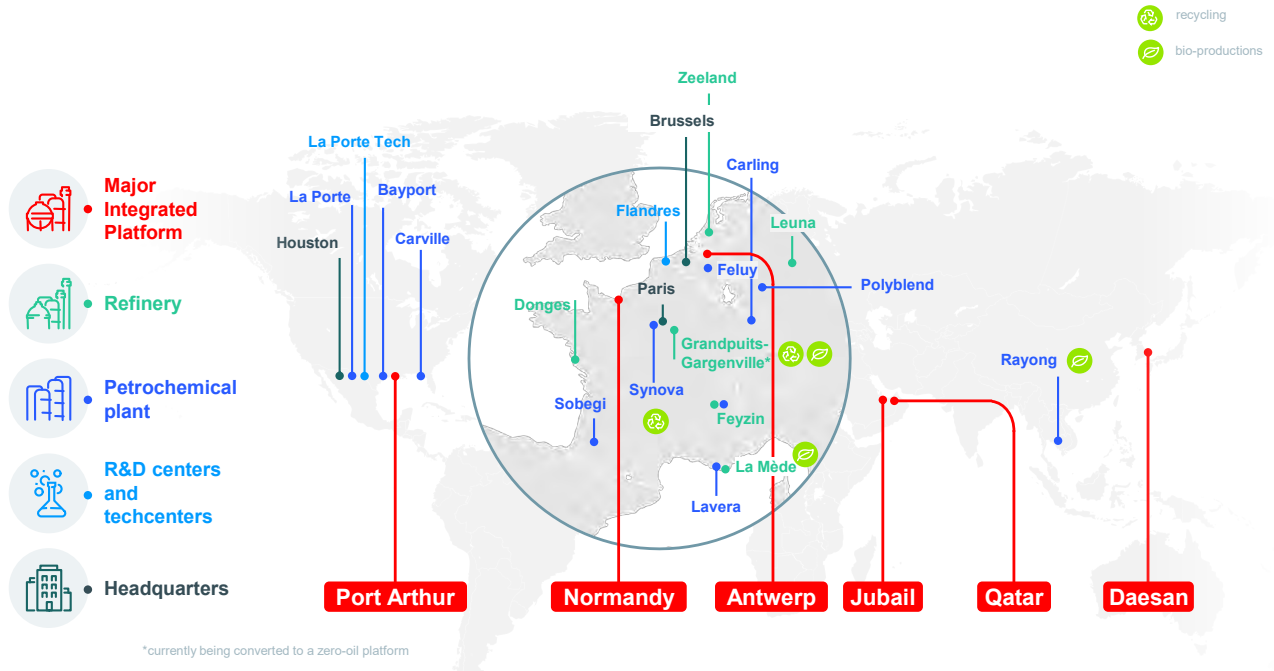 recycling
bio-productions
Zeeland
Brussels
La Porte Tech
Carling
La Porte
Bayport
Flandres
Leuna
Houston
Carville
Feluy
Polyblend
Paris
Donges
Grandpuits-
Gargenville*
Rayong
Synova
Sobegi
Feyzin
La Mède
Lavera
Major
Integrated
Platform
Refinery
Petrochemical
plant
R&D centers
and
techcenters
Headquarters
Port Arthur
Normandy
Antwerp
Jubail
Qatar
Daesan
*currently being converted to a zero-oil platform